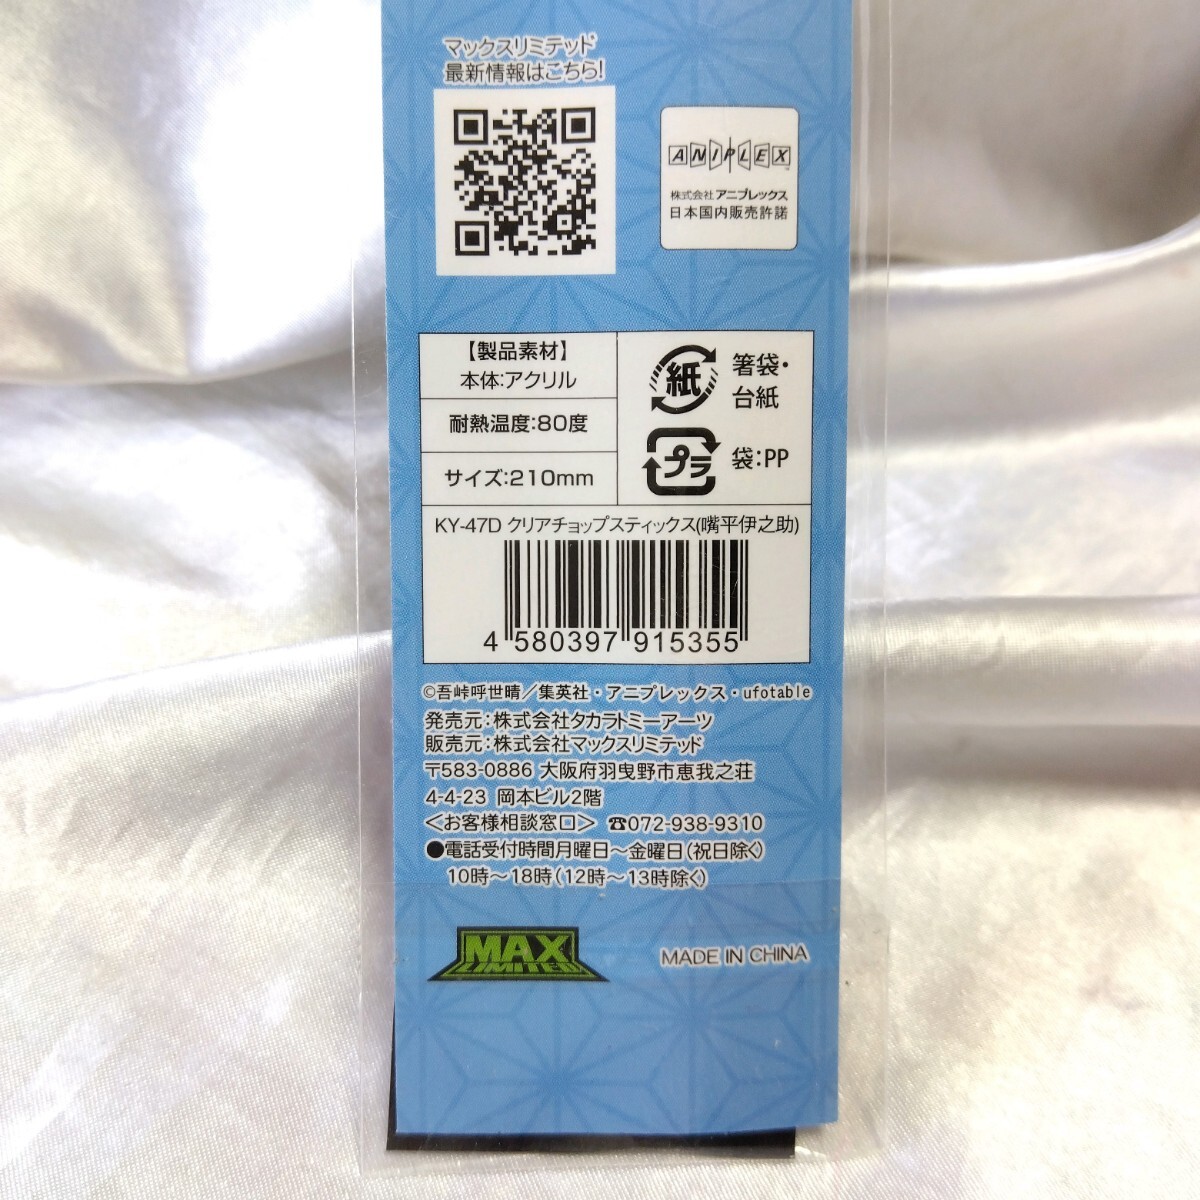 マックスリミテッド
最新情報はこちら!
ANIPLEX
株式会社 アニプレックス
日本国内販売許諾
【製品素材】
本体:アクリル
耐熱温度:80度
サイズ:210mm
紙
箸袋・
台紙
プラ
袋:PP
KY-47D クリアチョップスティックス(嘴平伊之助)
4 580397 915355
©吾峠呼世晴／集英社・アニプレックス・ufotable
発売元:株式会社タカラトミーアーツ
販売元:株式会社マックスリミテッド
〒583-0886 大阪府羽曳野市恵我之荘
4-4-23 岡本ビル2階
＜お客様相談窓口＞ ☎072-938-9310
●電話受付時間月曜日～金曜日(祝日除く)
10時～18時(12時～13時除く)
MAX
LIMITED
MADE IN CHINA